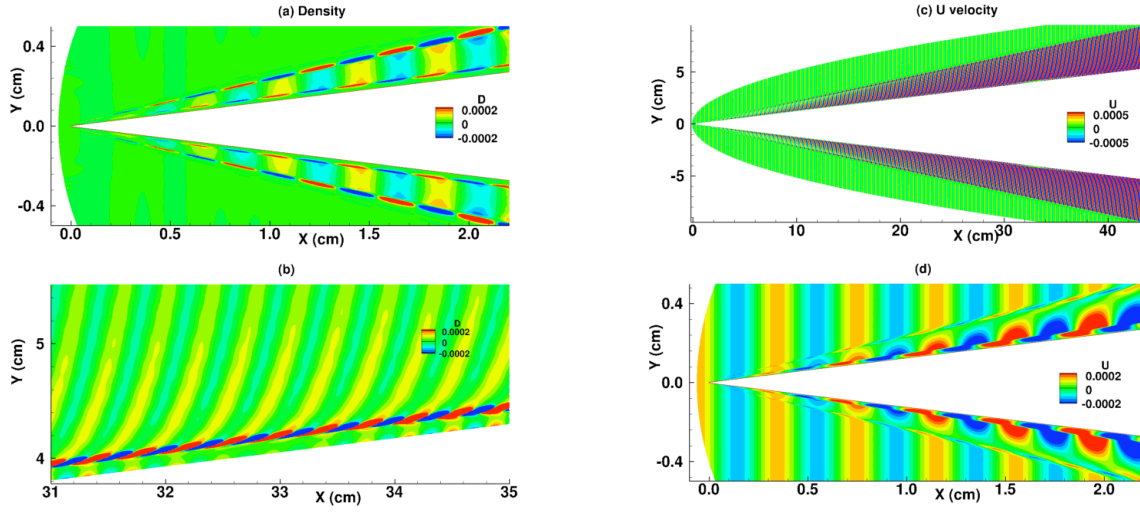 (a) Density
Y (cm)
0.4
0.0
-0.4
D
0.0002
0
-0.0002
0.0 0.5 1.0 1.5 2.0
X (cm)
(c) U velocity
Y (cm)
5
0
-5
U
0.0005
0
-0.0005
0 10 20 30 40
X (cm)
(b)
Y (cm)
5
4
D
0.0002
0
-0.0002
31 32 33 34 35
X (cm)
(d)
Y (cm)
0.4
0.0
-0.4
U
0.0002
0
-0.0002
0.0 0.5 1.0 1.5 2.0
X (cm)